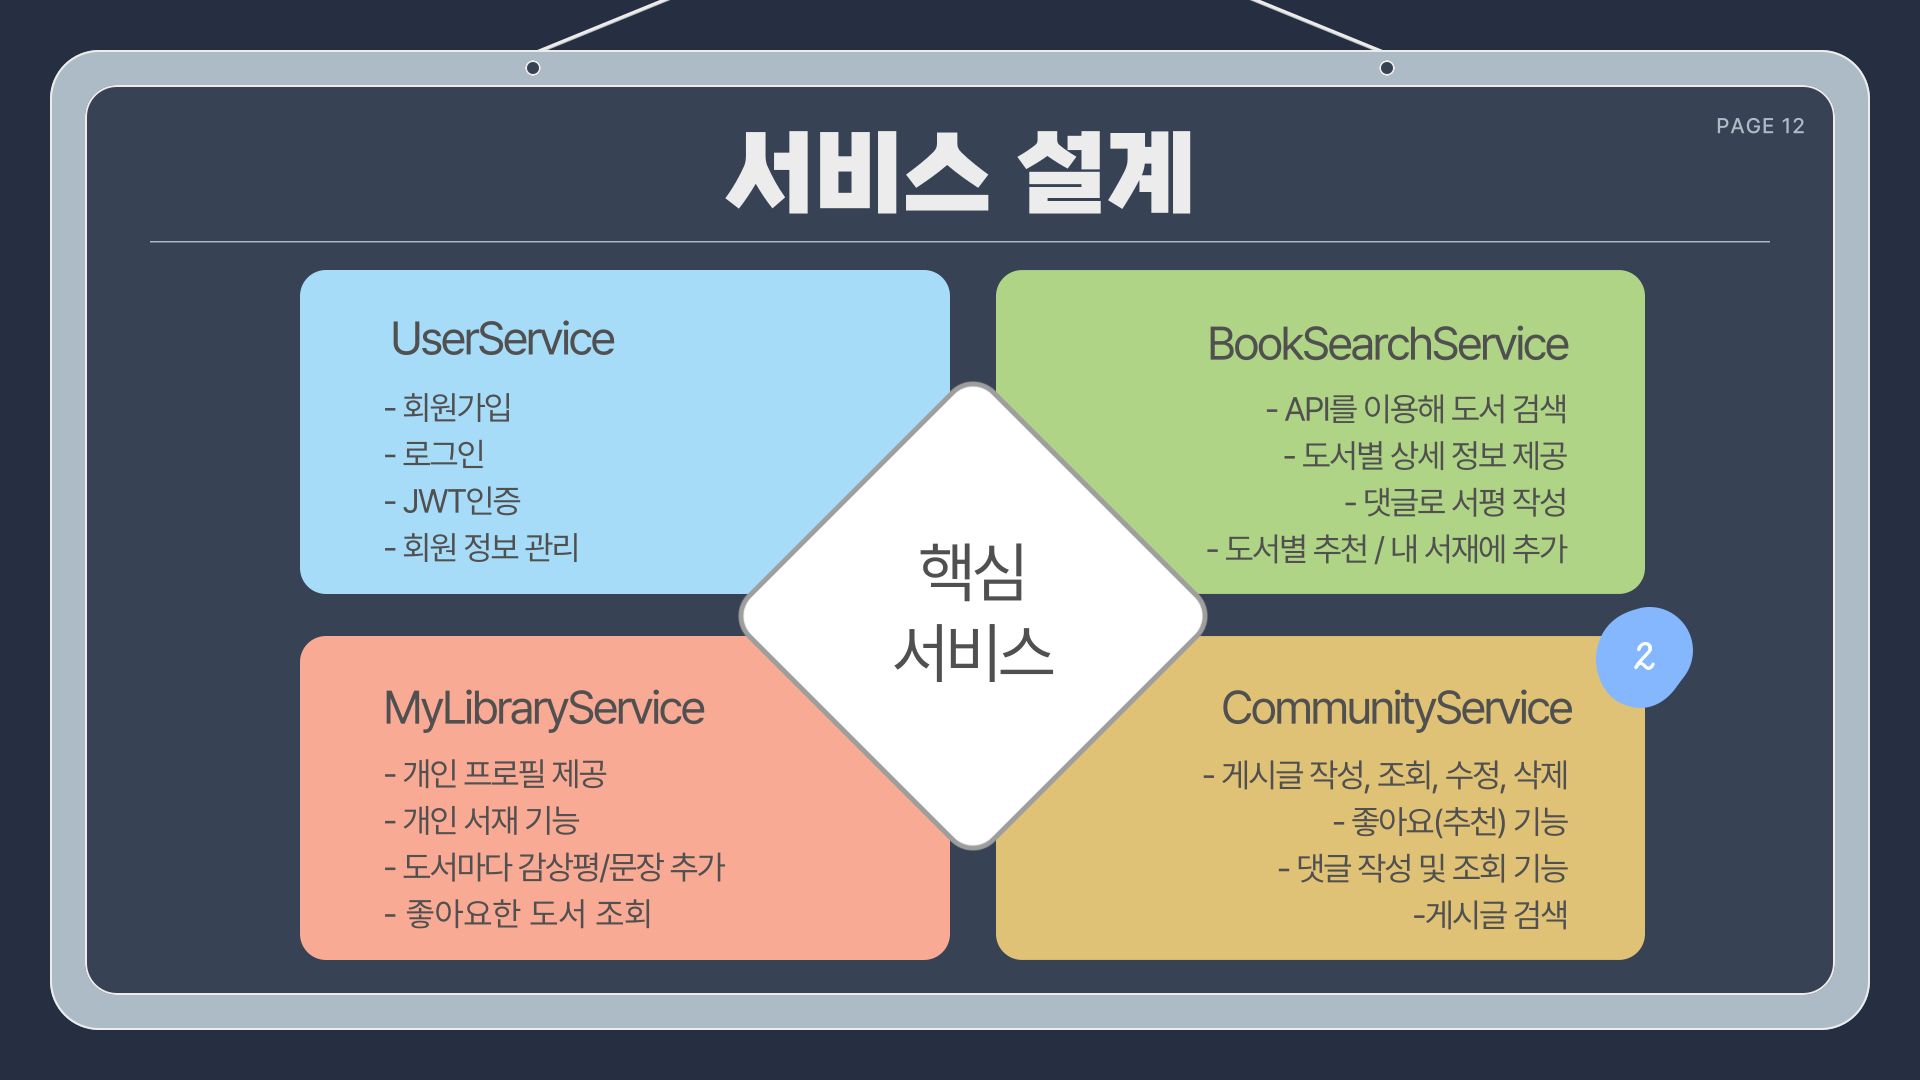 PAGE 12
서비스 설계
UserService
- 회원가입
- 로그인
- JWT인증
- 회원 정보 관리
BookSearchService
- API를 이용해 도서 검색
- 도서별 상세 정보 제공
- 댓글로 서평 작성
- 도서별 추천 / 내 서재에 추가
핵심
서비스
MyLibraryService
- 개인 프로필 제공
- 개인 서재 기능
- 도서마다 감상평/문장 추가
- 좋아요한 도서 조회
2
CommunityService
- 게시글 작성, 조회, 수정, 삭제
- 좋아요(추천) 기능
- 댓글 작성 및 조회 기능
-게시글 검색